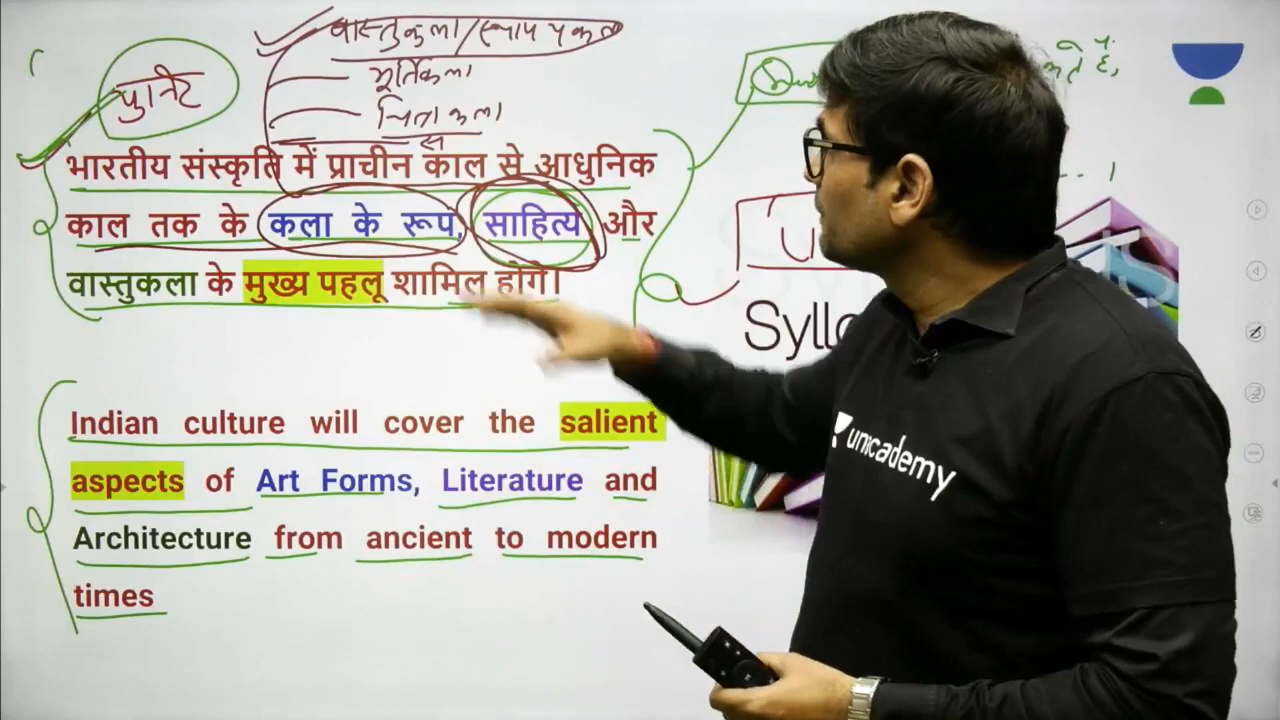 वास्तुकला/स्थापत्यकला
मूर्तिकला
चित्रकला
भारतीय संस्कृति में प्राचीन काल से आधुनिक
काल तक के कला के रूप, साहित्य और
वास्तुकला के मुख्य पहलू शामिल होंगे।
Indian culture will cover the salient
aspects of Art Forms, Literature and
Architecture from ancient to modern
times
Syll
unacademy